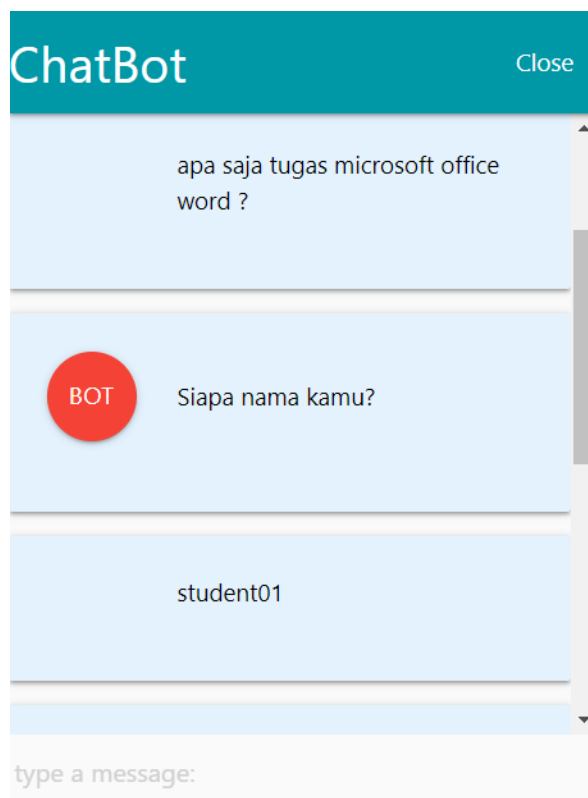 ChatBot
Close
apa saja tugas microsoft office
word ?
BOT
Siapa nama kamu?
student01
type a message: